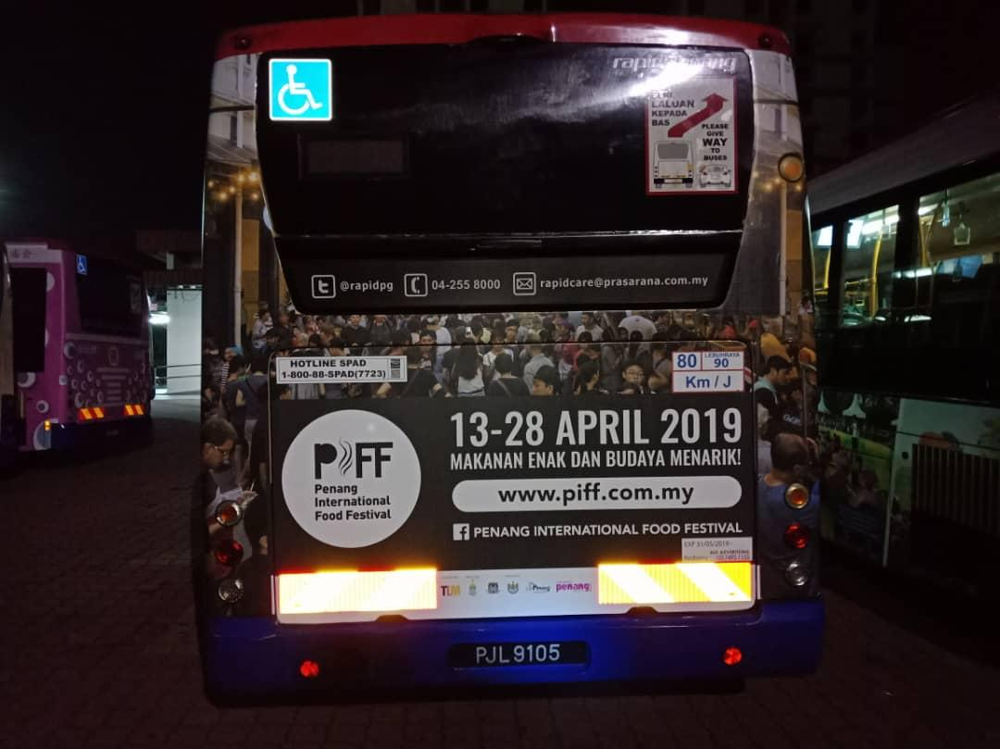 rapid penang
BERI
LALUAN
KEPADA
BAS
PLEASE
GIVE
WAY
TO
BUSES
@rapidpg 04-255 8000 rapidcare@prasarana.com.my
HOTLINE SPAD
1-800-88-SPAD(7723)
80 LEBUHRAYA
90
Km / J
PIFF
Penang
International
Food Festival
13-28 APRIL 2019
MAKANAN ENAK DAN BUDAYA MENARIK!
www.piff.com.my
PENANG INTERNATIONAL FOOD FESTIVAL
EXP 31/05/2019
penang
PJL 9105